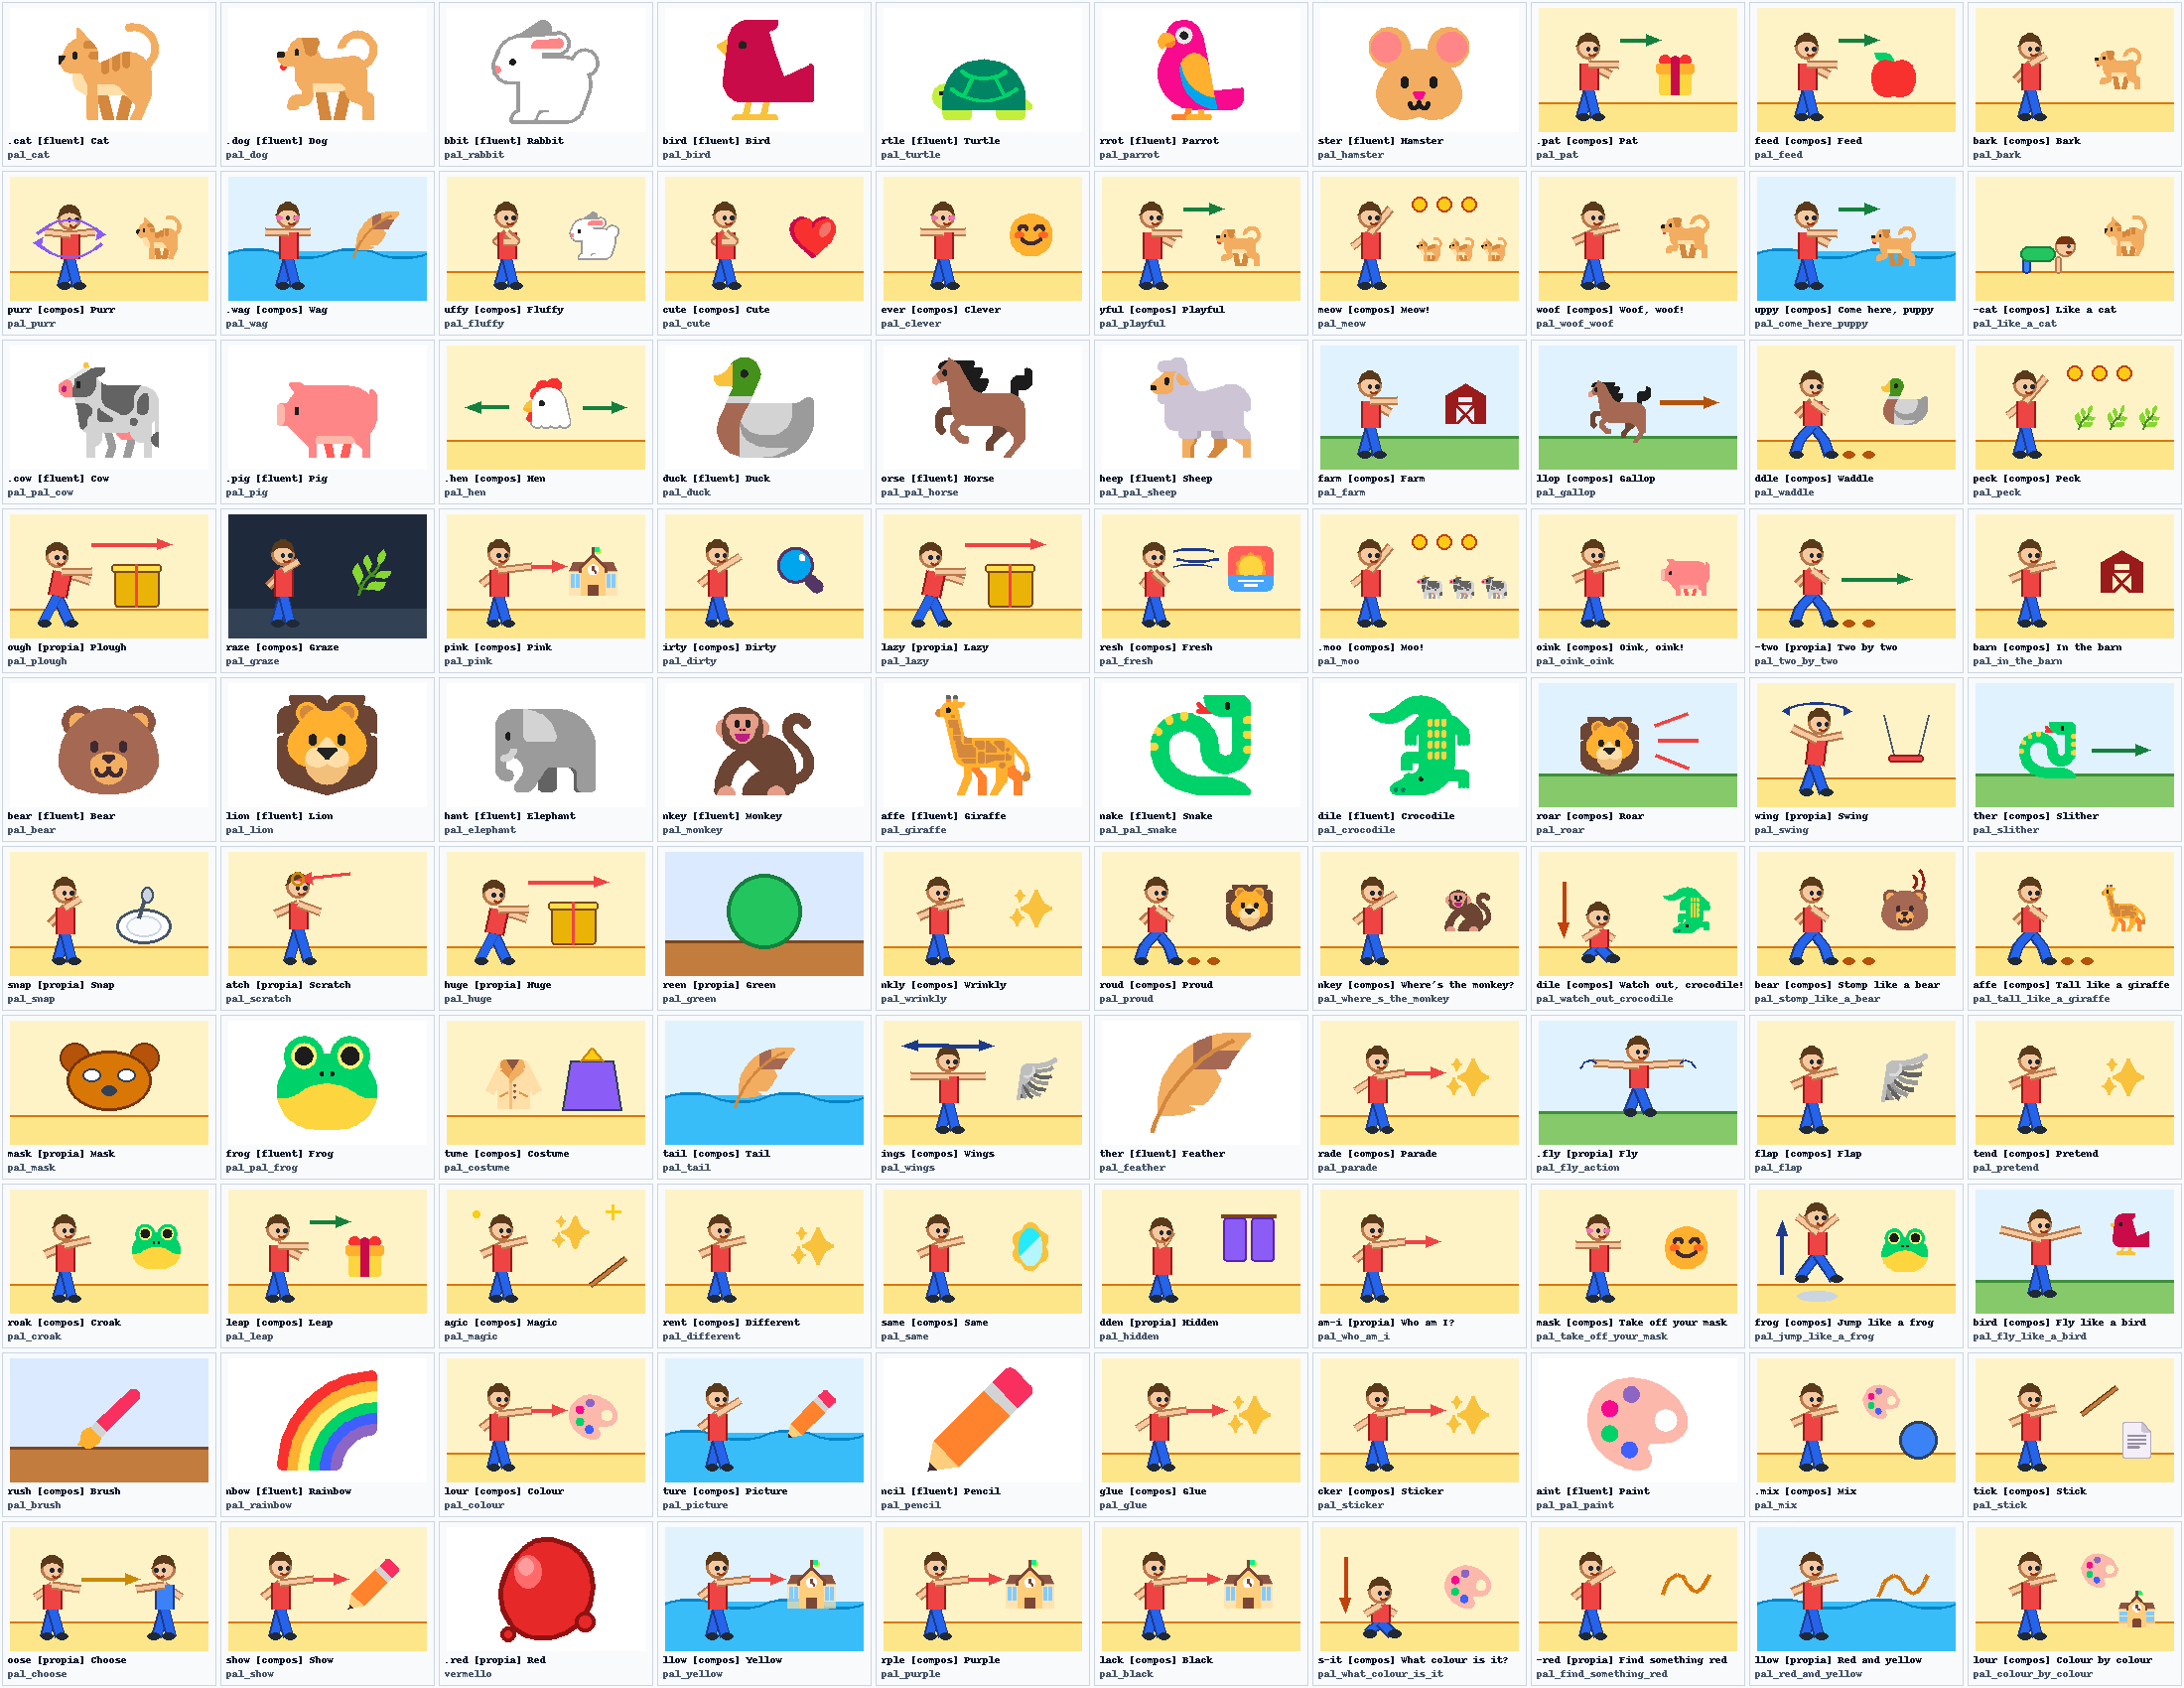 .cat [fluent] Cat
pal_cat
.dog [fluent] Dog
pal_dog
bbit [fluent] Rabbit
pal_rabbit
bird [fluent] Bird
pal_bird
rtle [fluent] Turtle
pal_turtle
rrot [fluent] Parrot
pal_parrot
ster [fluent] Hamster
pal_hamster
.pat [compos] Pat
pal_pat
feed [compos] Feed
pal_feed
bark [compos] Bark
pal_bark
purr [compos] Purr
pal_purr
.wag [compos] Wag
pal_wag
uffy [compos] Fluffy
pal_fluffy
cute [compos] Cute
pal_cute
ever [compos] Clever
pal_clever
yful [compos] Playful
pal_playful
meow [compos] Meow!
pal_meow
woof [compos] Woof, woof!
pal_woof_woof
uppy [compos] Come here, puppy
pal_come_here_puppy
-cat [compos] Like a cat
pal_like_a_cat
.cow [fluent] Cow
pal_pal_cow
.pig [fluent] Pig
pal_pig
.hen [compos] Hen
pal_hen
duck [fluent] Duck
pal_duck
orse [fluent] Horse
pal_pal_horse
heep [fluent] Sheep
pal_pal_sheep
farm [compos] Farm
pal_farm
llop [compos] Gallop
pal_gallop
ddle [compos] Waddle
pal_waddle
peck [compos] Peck
pal_peck
ough [propia] Plough
pal_plough
raze [compos] Graze
pal_graze
pink [compos] Pink
pal_pink
irty [compos] Dirty
pal_dirty
lazy [propia] Lazy
pal_lazy
resh [compos] Fresh
pal_fresh
.moo [compos] Moo!
pal_moo
oink [compos] Oink, oink!
pal_oink_oink
-two [propia] Two by two
pal_two_by_two
barn [compos] In the barn
pal_in_the_barn
bear [fluent] Bear
pal_bear
lion [fluent] Lion
pal_lion
hant [fluent] Elephant
pal_elephant
nkey [fluent] Monkey
pal_monkey
affe [fluent] Giraffe
pal_giraffe
nake [fluent] Snake
pal_pal_snake
dile [fluent] Crocodile
pal_crocodile
roar [compos] Roar
pal_roar
wing [propia] Swing
pal_swing
ther [compos] Slither
pal_slither
snap [propia] Snap
pal_snap
atch [propia] Scratch
pal_scratch
huge [propia] Huge
pal_huge
reen [propia] Green
pal_green
nkly [compos] Wrinkly
pal_wrinkly
roud [compos] Proud
pal_proud
nkey [compos] Where's the monkey?
pal_where_s_the_monkey
dile [compos] Watch out, crocodile!
pal_watch_out_crocodile
bear [compos] Stomp like a bear
pal_stomp_like_a_bear
affe [compos] Tall like a giraffe
pal_tall_like_a_giraffe
mask [propia] Mask
pal_mask
frog [fluent] Frog
pal_pal_frog
tume [compos] Costume
pal_costume
tail [compos] Tail
pal_tail
ings [compos] Wings
pal_wings
ther [fluent] Feather
pal_feather
rade [compos] Parade
pal_parade
.fly [propia] Fly
pal_fly_action
flap [compos] Flap
pal_flap
tend [compos] Pretend
pal_pretend
roak [compos] Croak
pal_croak
leap [compos] Leap
pal_leap
agic [compos] Magic
pal_magic
rent [compos] Different
pal_different
same [compos] Same
pal_same
dden [propia] Hidden
pal_hidden
am-i [propia] Who am I?
pal_who_am_i
mask [compos] Take off your mask
pal_take_off_your_mask
frog [compos] Jump like a frog
pal_jump_like_a_frog
bird [compos] Fly like a bird
pal_fly_like_a_bird
rush [compos] Brush
pal_brush
nbow [fluent] Rainbow
pal_rainbow
lour [compos] Colour
pal_colour
ture [compos] Picture
pal_picture
ncil [fluent] Pencil
pal_pencil
glue [compos] Glue
pal_glue
cker [compos] Sticker
pal_sticker
aint [fluent] Paint
pal_pal_paint
.mix [compos] Mix
pal_mix
tick [compos] Stick
pal_stick
oose [propia] Choose
pal_choose
show [compos] Show
pal_show
.red [propia] Red
vermello
llow [compos] Yellow
pal_yellow
rple [compos] Purple
pal_purple
lack [compos] Black
pal_black
s-it [compos] What colour is it?
pal_what_colour_is_it
-red [propia] Find something red
pal_find_something_red
llow [propia] Red and yellow
pal_red_and_yellow
lour [compos] Colour by colour
pal_colour_by_colour